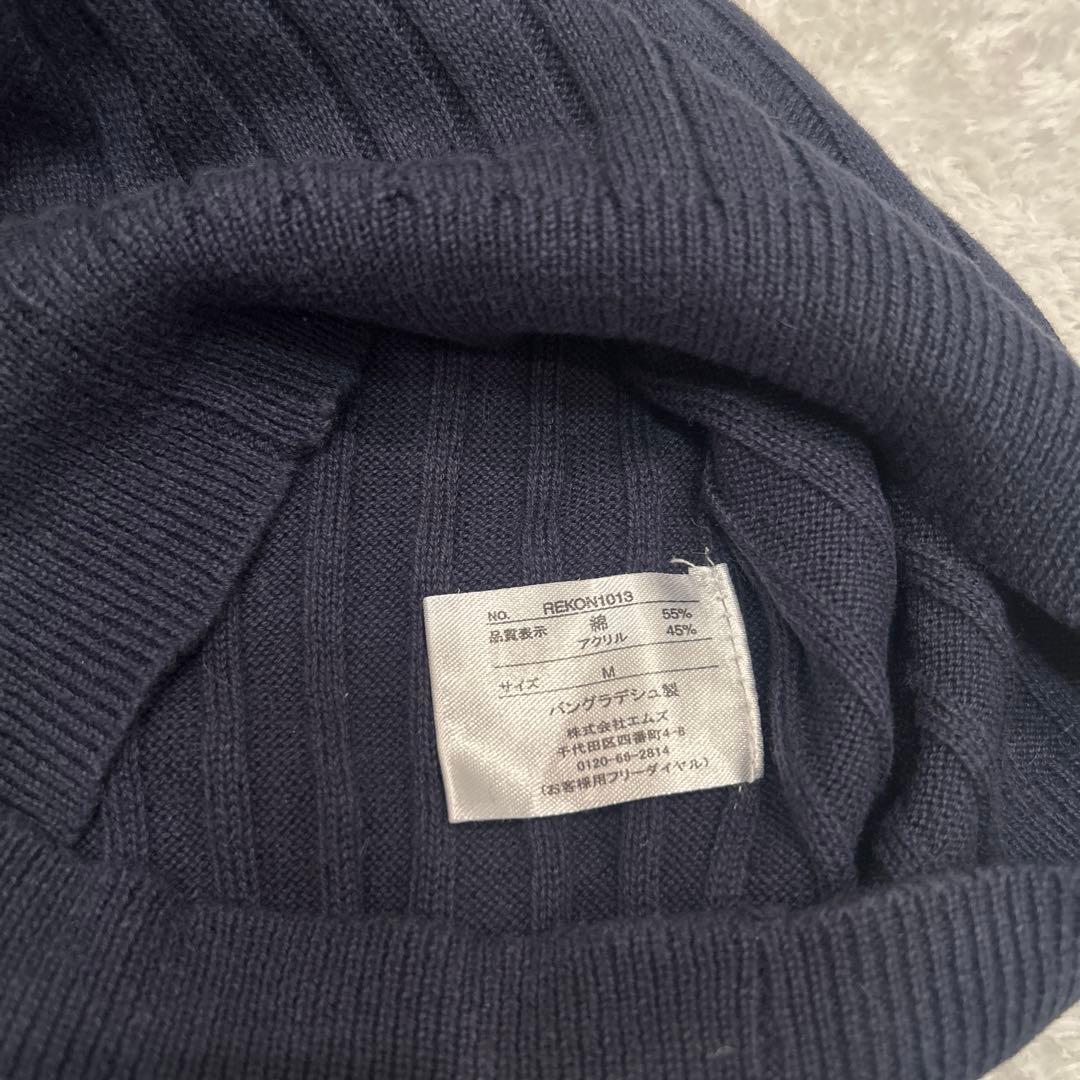 NO. REKON1013
品質表示 綿 55%
アクリル 45%
サイズ M
バングラデシュ製
株式会社エムズ
千代田区四番町4-8
0120-69-2814
(お客様用フリーダイヤル)